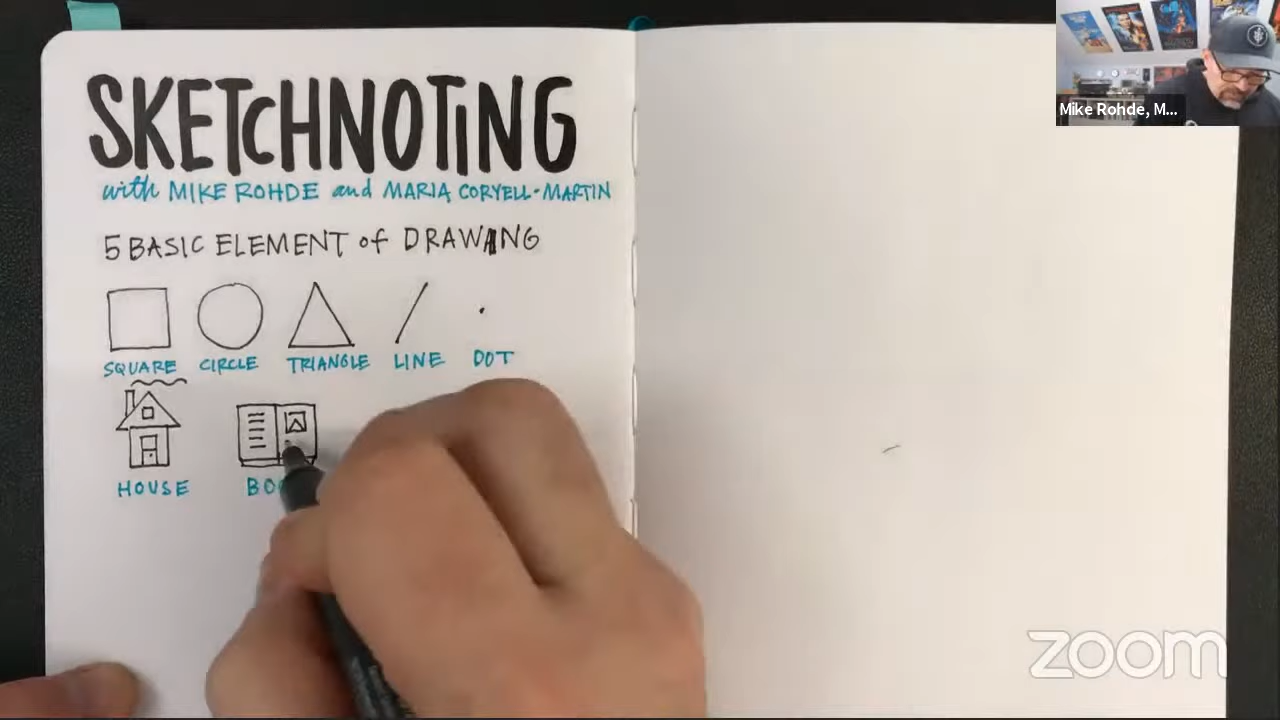 SKETCHNOTING
with MIKE ROHDE and MARIA CORYELL-MARTIN
5 BASIC ELEMENT of DRAWING
SQUARE CIRCLE TRIANGLE LINE DOT
HOUSE
Mike Rohde, M...
zoom